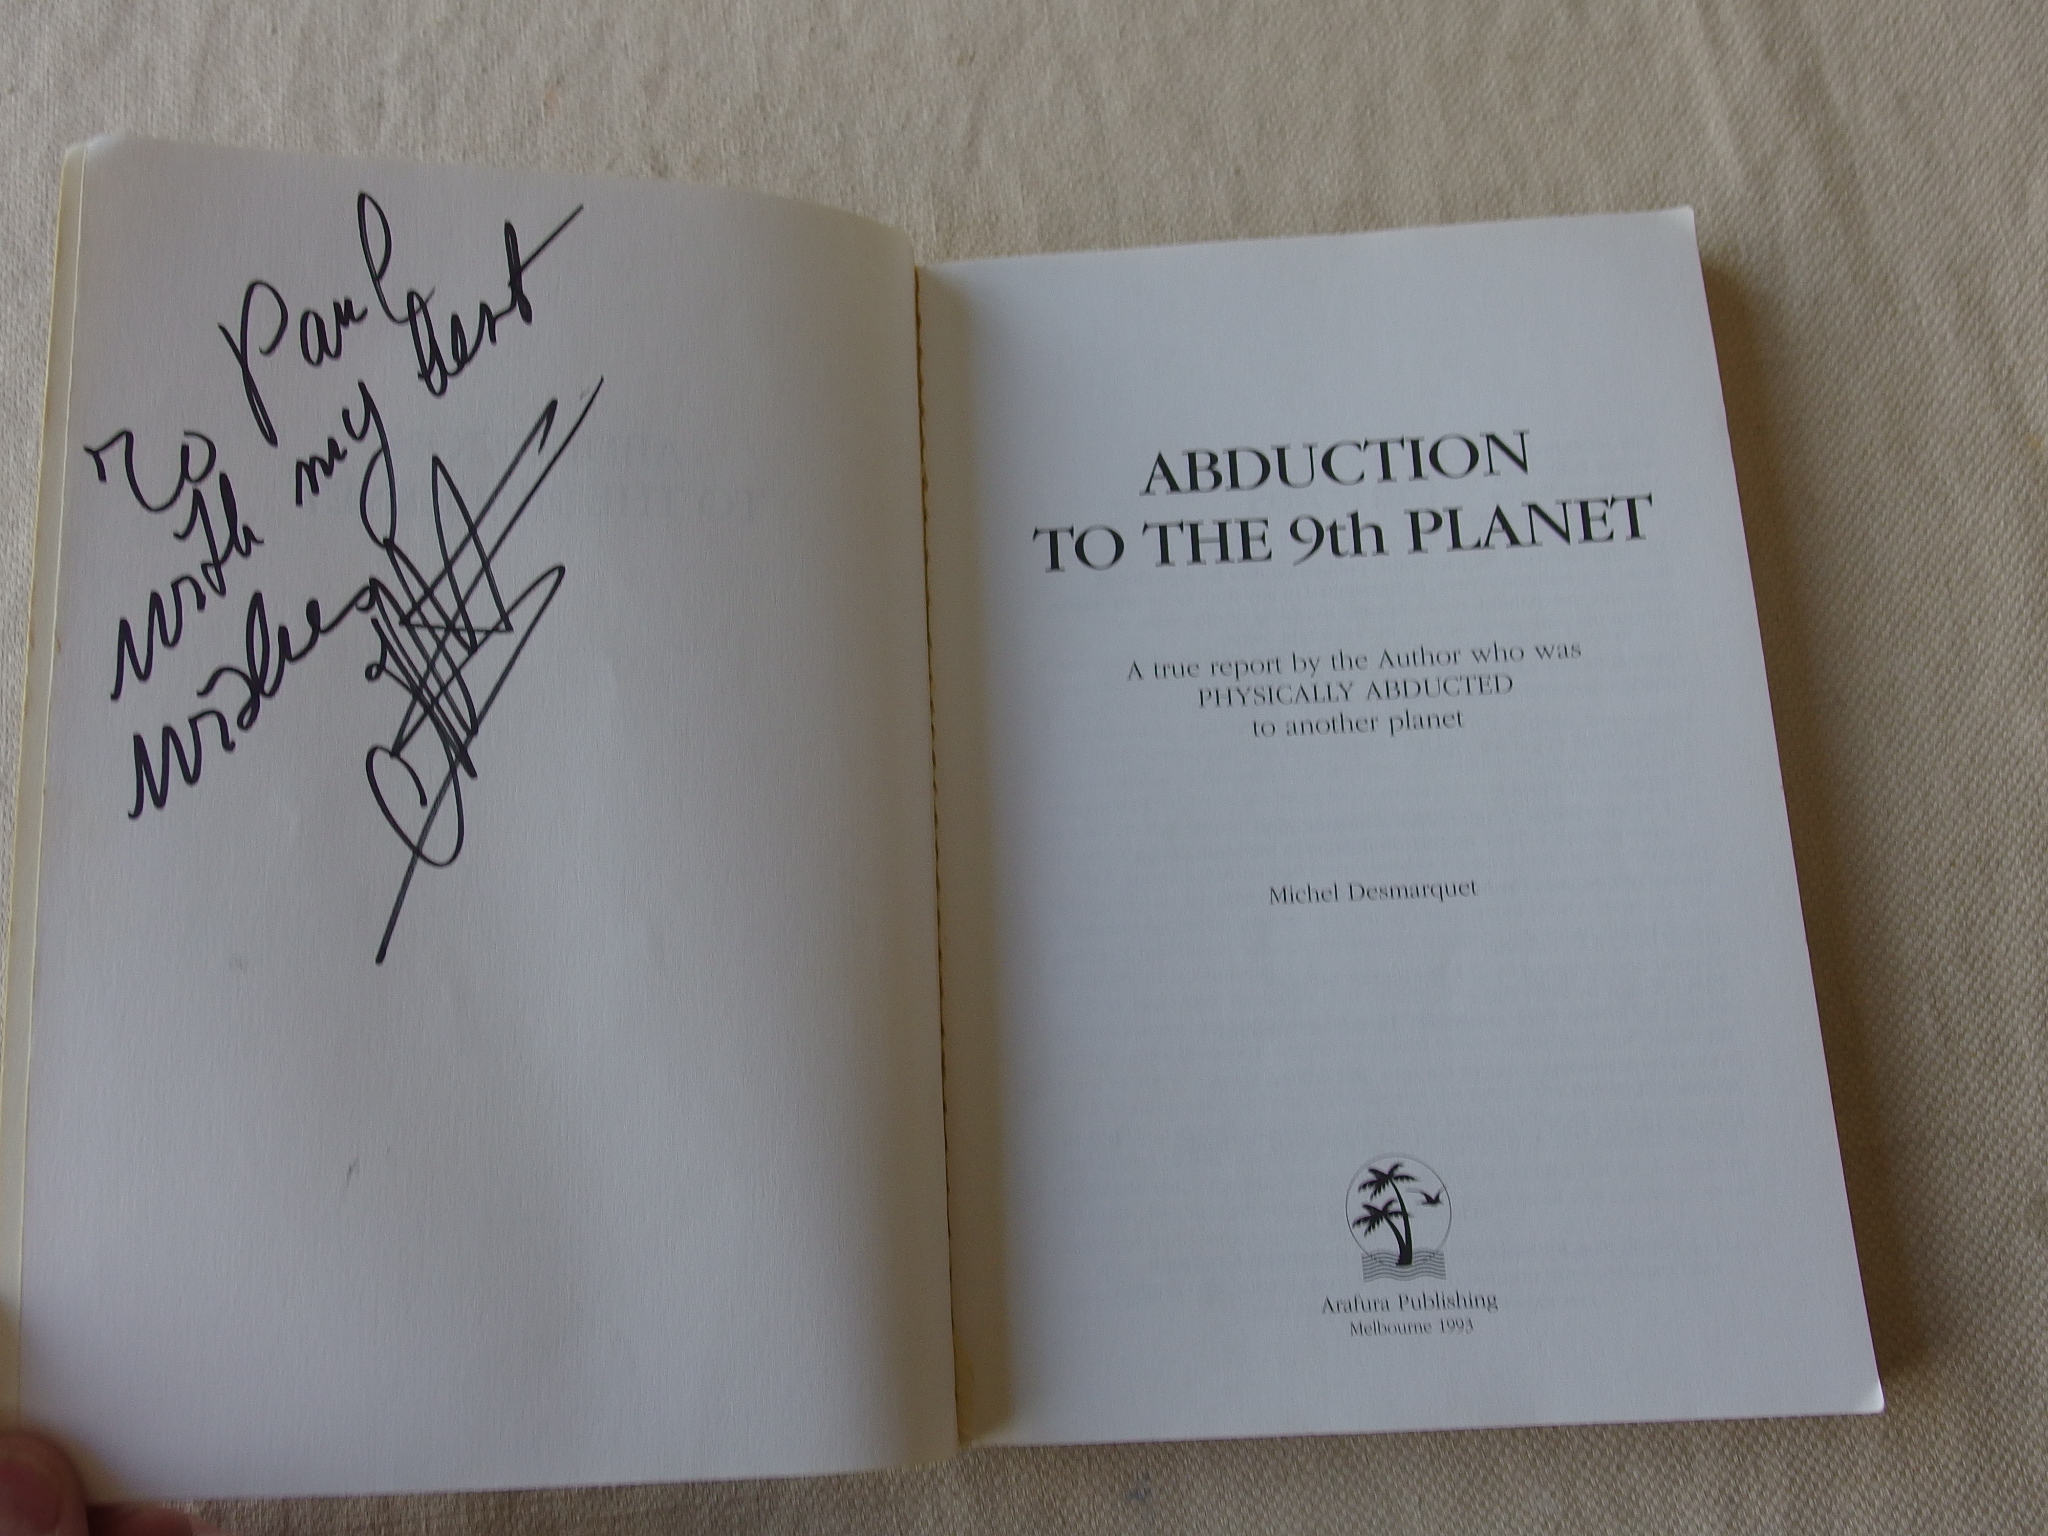 To Paul
with my best
wishes
ABDUCTION
TO THE 9th PLANET
A true report by the Author who was
PHYSICALLY ABDUCTED
to another planet
Michel Desmarquet
Arafura Publishing
Melbourne 1993